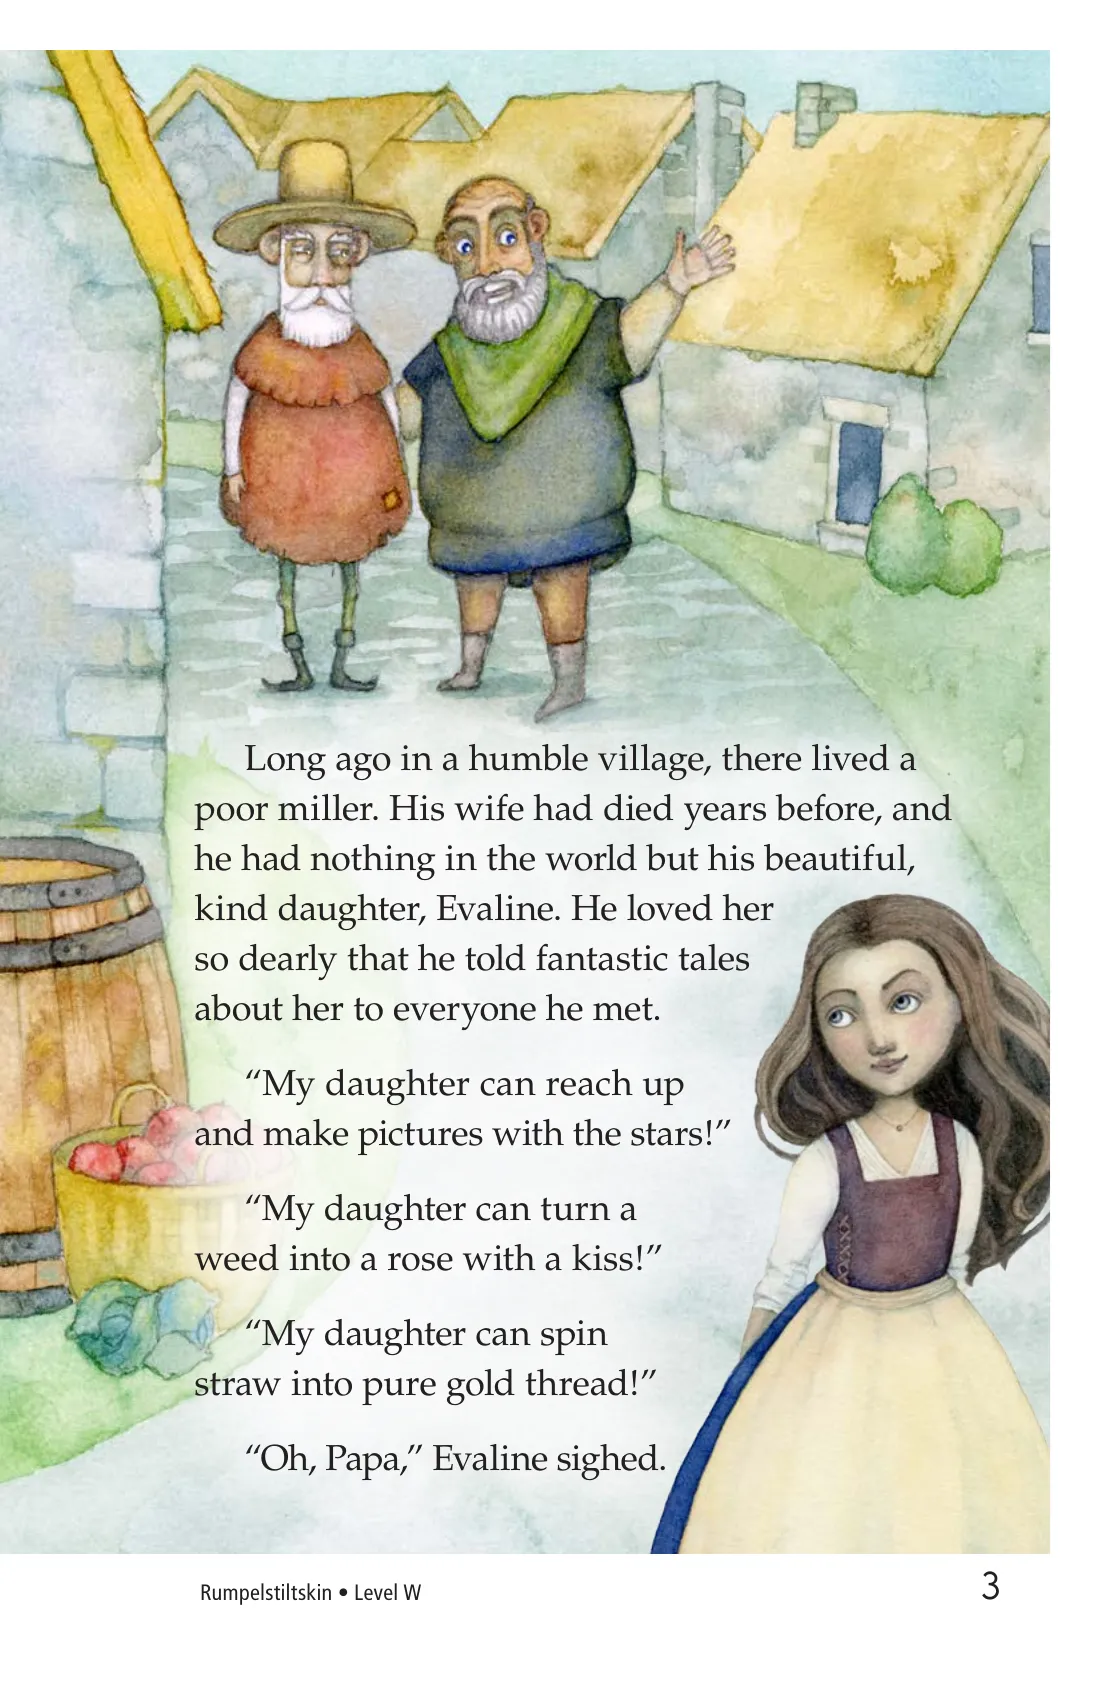 Long ago in a humble village, there lived a
poor miller. His wife had died years before, and
he had nothing in the world but his beautiful,
kind daughter, Evaline. He loved her
so dearly that he told fantastic tales
about her to everyone he met.
“My daughter can reach up
and make pictures with the stars!”
“My daughter can turn a
weed into a rose with a kiss!”
“My daughter can spin
straw into pure gold thread!”
“Oh, Papa,” Evaline sighed.
Rumpelstiltskin • Level W
3